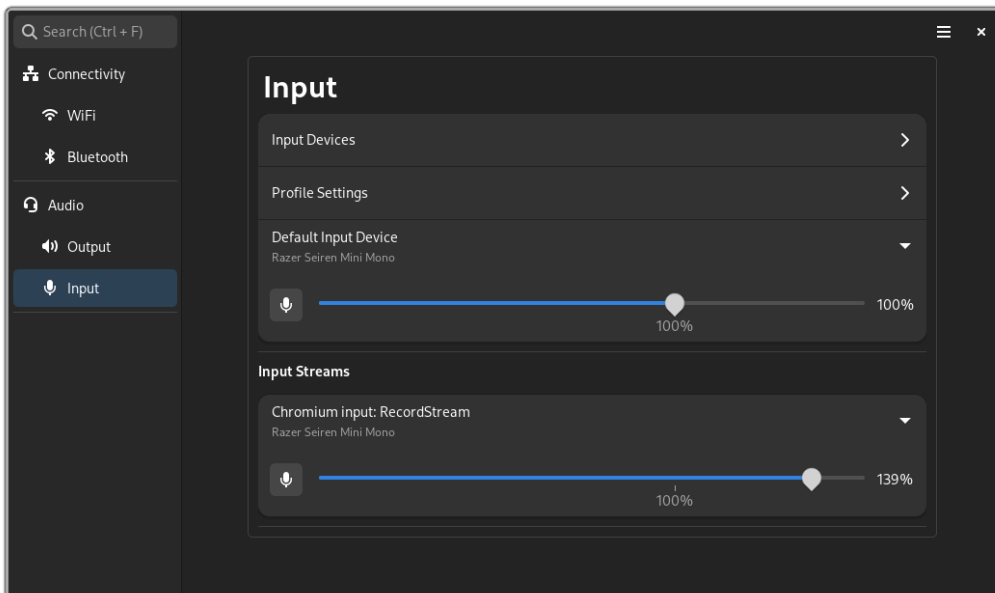 Search (Ctrl + F)
Connectivity
WiFi
Bluetooth
Audio
Output
Input
Input
Input Devices
Profile Settings
Default Input Device
Razer Seiren Mini Mono
100%
100%
Input Streams
Chromium input: RecordStream
Razer Seiren Mini Mono
139%
100%